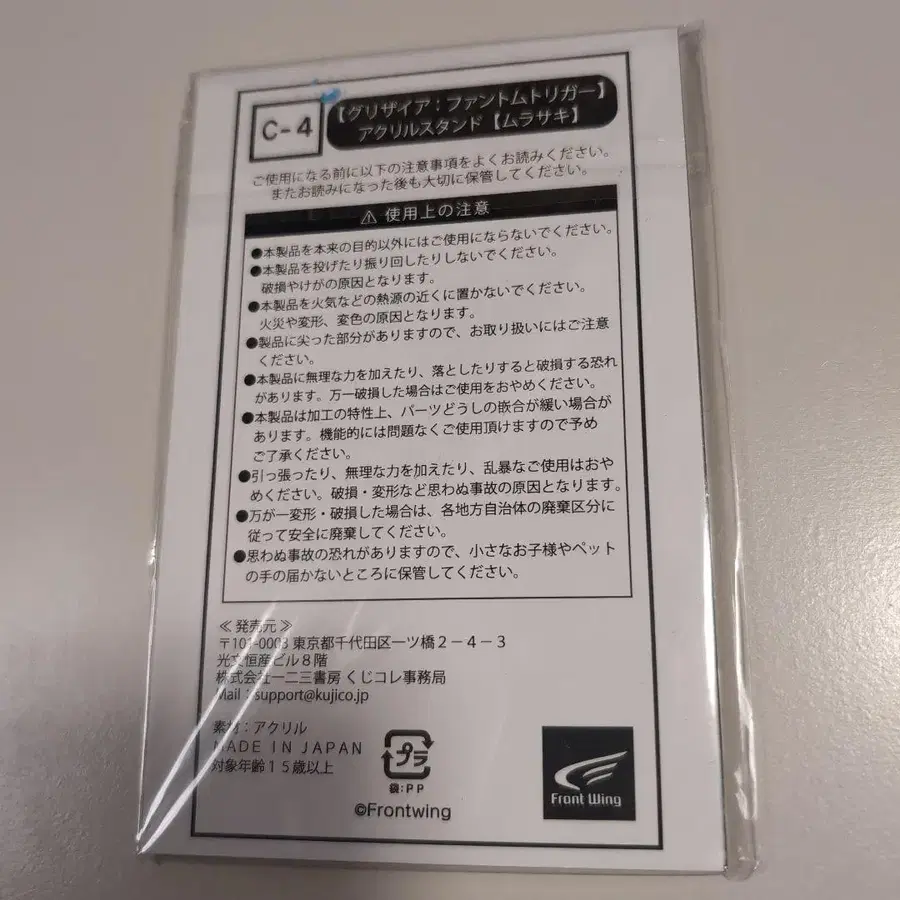 C-4
【グリザイア：ファントムトリガー】
アクリルスタンド【ムラサキ】
ご使用になる前に以下の注意事項をよくお読みください。
またお読みになった後も大切に保管してください。
⚠ 使用上の注意
●本製品を本来の目的以外にはご使用にならないでください。
●本製品を投げたり振り回したりしないでください。
破損やけがの原因となります。
●本製品を火気などの熱源の近くに置かないでください。
火災や変形、変色の原因となります。
●製品に尖った部分がありますので、お取り扱いにはご注意
ください。
●本製品に無理な力を加えたり、落としたりすると破損する恐れ
があります。万一破損した場合はご使用をおやめください。
●本製品は加工の特性上、パーツどうしの嵌合が緩い場合が
あります。機能的には問題なくご使用頂けますので予め
ご了承ください。
●引っ張ったり、無理な力を加えたり、乱暴なご使用はおや
めください。破損・変形など思わぬ事故の原因となります。
●万が一変形・破損した場合は、各地方自治体の廃棄区分に
従って安全に廃棄してください。
●思わぬ事故の恐れがありますので、小さなお子様やペット
の手の届かないところに保管してください。
≪発売元≫
〒101-0003 東京都千代田区一ツ橋２－４－３
光文恒産ビル８階
株式会社一二三書房 くじコレ事務局
Mail：support@kujico.jp
素材：アクリル
MADE IN JAPAN
対象年齢１５歳以上
プラ
袋：PP
©Frontwing
Front Wing